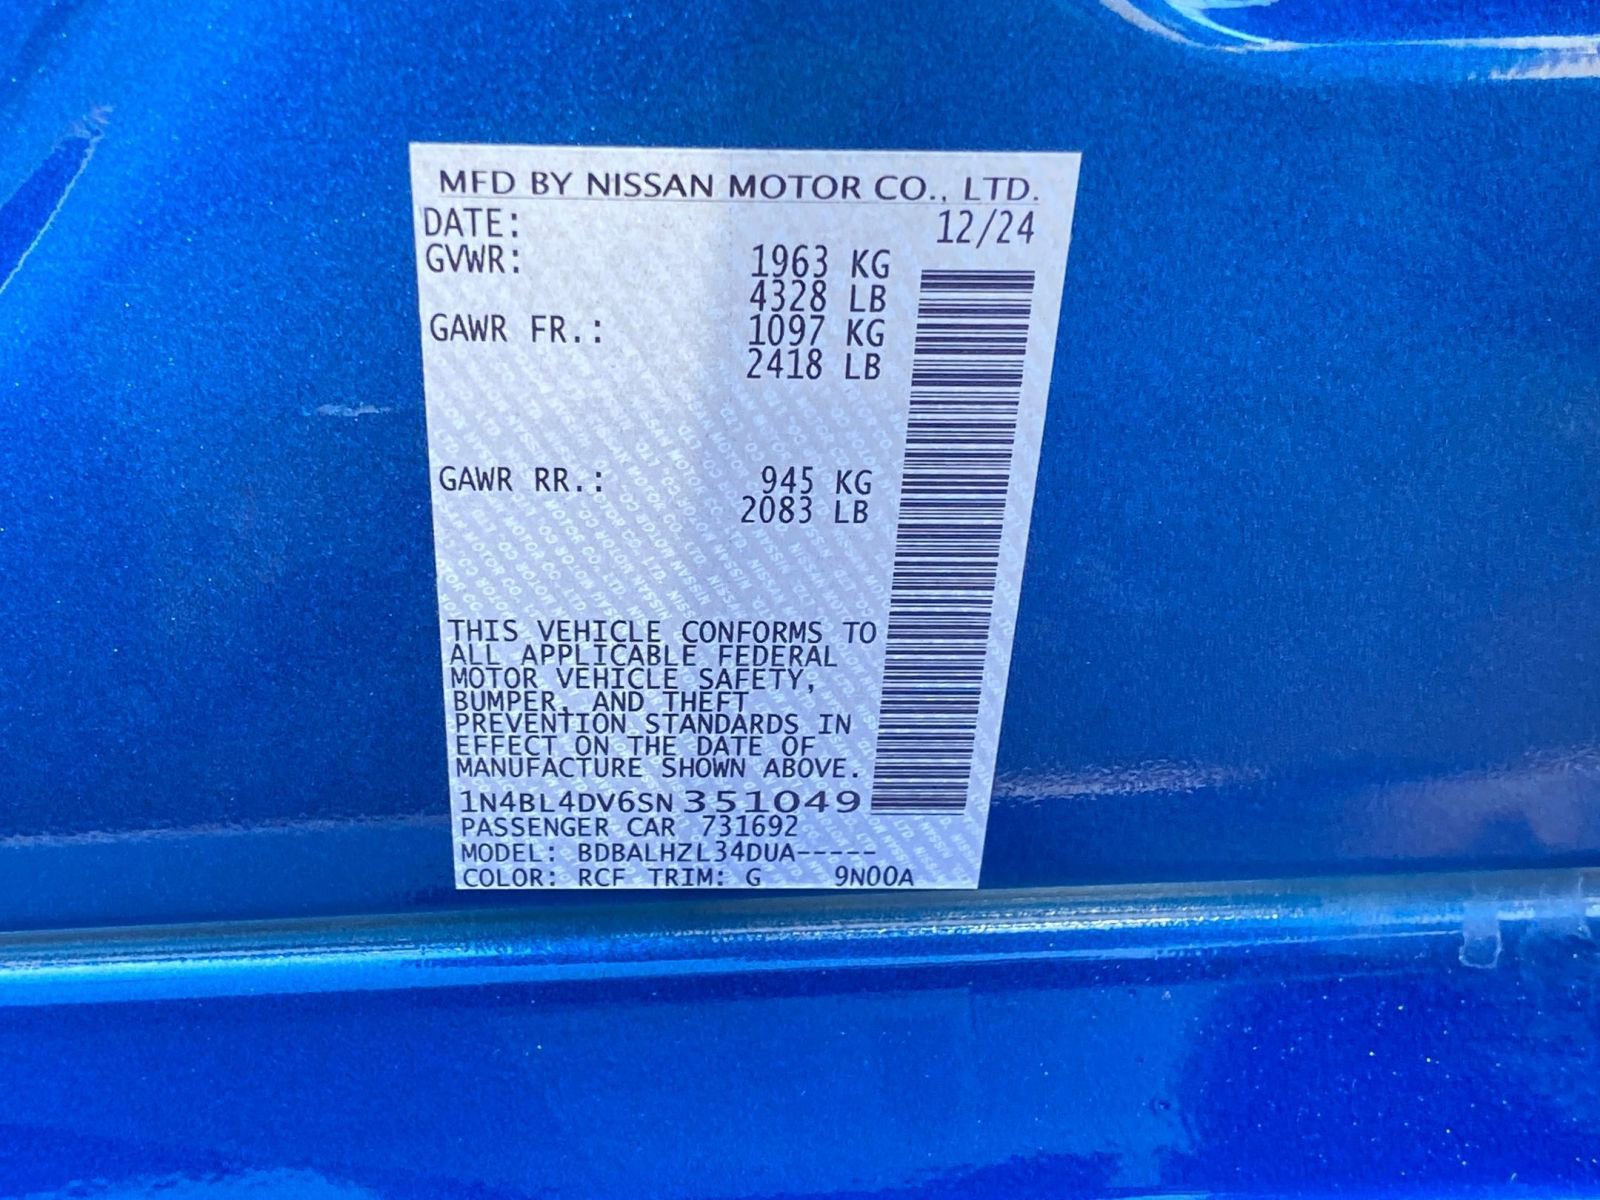 MFD BY NISSAN MOTOR CO., LTD.
DATE: 12/24
GVWR: 1963 KG
4328 LB
GAWR FR.: 1097 KG
2418 LB
GAWR RR.: 945 KG
2083 LB
THIS VEHICLE CONFORMS TO
ALL APPLICABLE FEDERAL
MOTOR VEHICLE SAFETY,
BUMPER, AND THEFT
PREVENTION STANDARDS IN
EFFECT ON THE DATE OF
MANUFACTURE SHOWN ABOVE.
1N4BL4DV6SN 351049
PASSENGER CAR 731692
MODEL: BDBALHZL34DUA-----
COLOR: RCF TRIM: G 9N00A